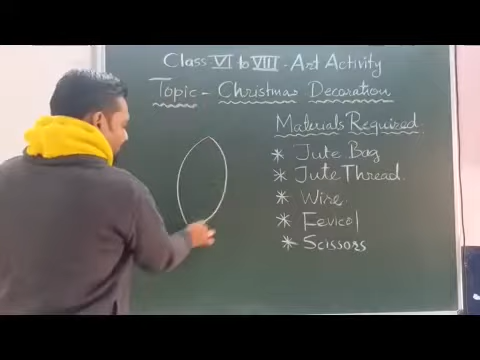 Class VI to VIII - Art Activity
Topic - Christmas Decoration
Materials Required
* Jute Bag
* Jute Thread.
* Wire.
* Fevicol
* Scissors